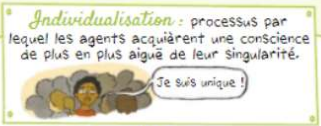 Individualisation : processus par
lequel les agents acquièrent une conscience
de plus en plus aiguë de leur singularité.
Je suis unique !